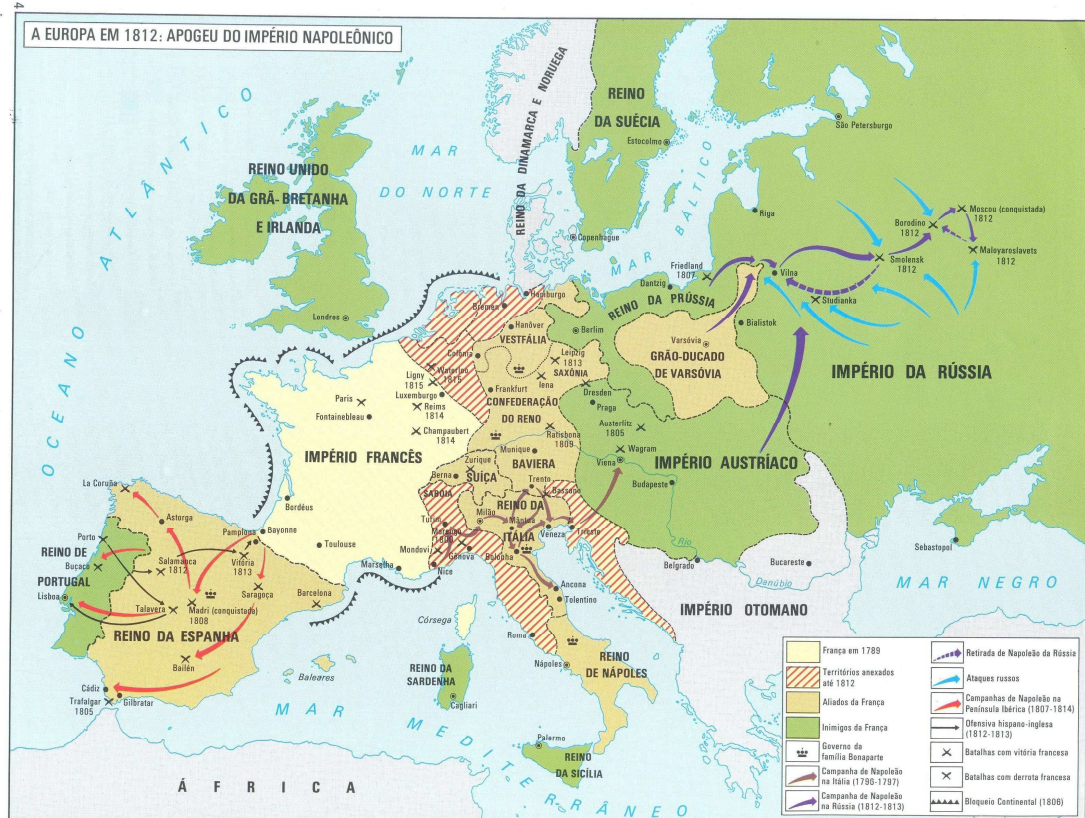 4
A EUROPA EM 1812: APOGEU DO IMPÉRIO NAPOLEÔNICO
OCEANO ATLÂNTICO
MAR
DO NORTE
REINO UNIDO
DA GRÃ-BRETANHA
E IRLANDA
Londres
REINO DA DINAMARCA E NORUEGA
REINO
DA SUÉCIA
Estocolmo
São Petersburgo
MAR BÁLTICO
Copenhague
Riga
Moscou (conquistada)
1812
Borodino
1812
Maloyaroslavets
1812
Smolensk
1812
Vilna
Studianka
Friedland
1807
Dantzig
REINO DA PRÚSSIA
Bialistok
Varsóvia
GRÃO-DUCADO
DE VARSÓVIA
IMPÉRIO DA RÚSSIA
Hamburgo
Bremen
Hanôver
VESTFÁLIA
Berlim
Colônia
Leipzig
1813
SAXÔNIA
Iena
Dresden
Waterloo
1815
Ligny
1815
Luxemburgo
Frankfurt
CONFEDERAÇÃO
DO RENO
Praga
Austerlitz
1805
Paris
Reims
1814
Fontainebleau
Champaubert
1814
Ratisbona
1809
Wagram
Viena
IMPÉRIO FRANCÊS
Munique
BAVIERA
IMPÉRIO AUSTRÍACO
Zurique
Berna
SUÍÇA
Budapeste
SABOIA
Trento
Bassano
REINO DA
ITÁLIA
Milão
Mântua
Turim
Marengo
1800
Veneza
Trieste
Mondovi
Gênova
Bolonha
Nice
Bordéus
Toulouse
Marselha
Bayonne
La Coruña
Astorga
Pamplona
Porto
REINO DE
PORTUGAL
Buçaco
Salamanca
1812
Vitória
1813
Saragoça
Barcelona
Lisboa
Talavera
Madri (conquistada)
1808
REINO DA ESPANHA
Bailén
Cádiz
Trafalgar
1805
Gilbratar
Baleares
Córsega
REINO DA
SARDENHA
Cagliari
Ancona
Tolentino
Roma
Nápoles
REINO
DE NÁPOLES
Palermo
REINO
DA SICÍLIA
Rio
Danúbio
Belgrado
Bucareste
IMPÉRIO OTOMANO
Sebastopol
MAR NEGRO
MAR MEDITERRÂNEO
ÁFRICA
França em 1789
Territórios anexados
até 1812
Aliados da França
Inimigos da França
Governo da
família Bonaparte
Campanha de Napoleão
na Itália (1796-1797)
Campanha de Napoleão
na Rússia (1812-1813)
Retirada de Napoleão da Rússia
Ataques russos
Campanhas de Napoleão na
Península Ibérica (1807-1814)
Ofensiva hispano-inglesa
(1812-1813)
Batalhas com vitória francesa
Batalhas com derrota francesa
Bloqueio Continental (1806)